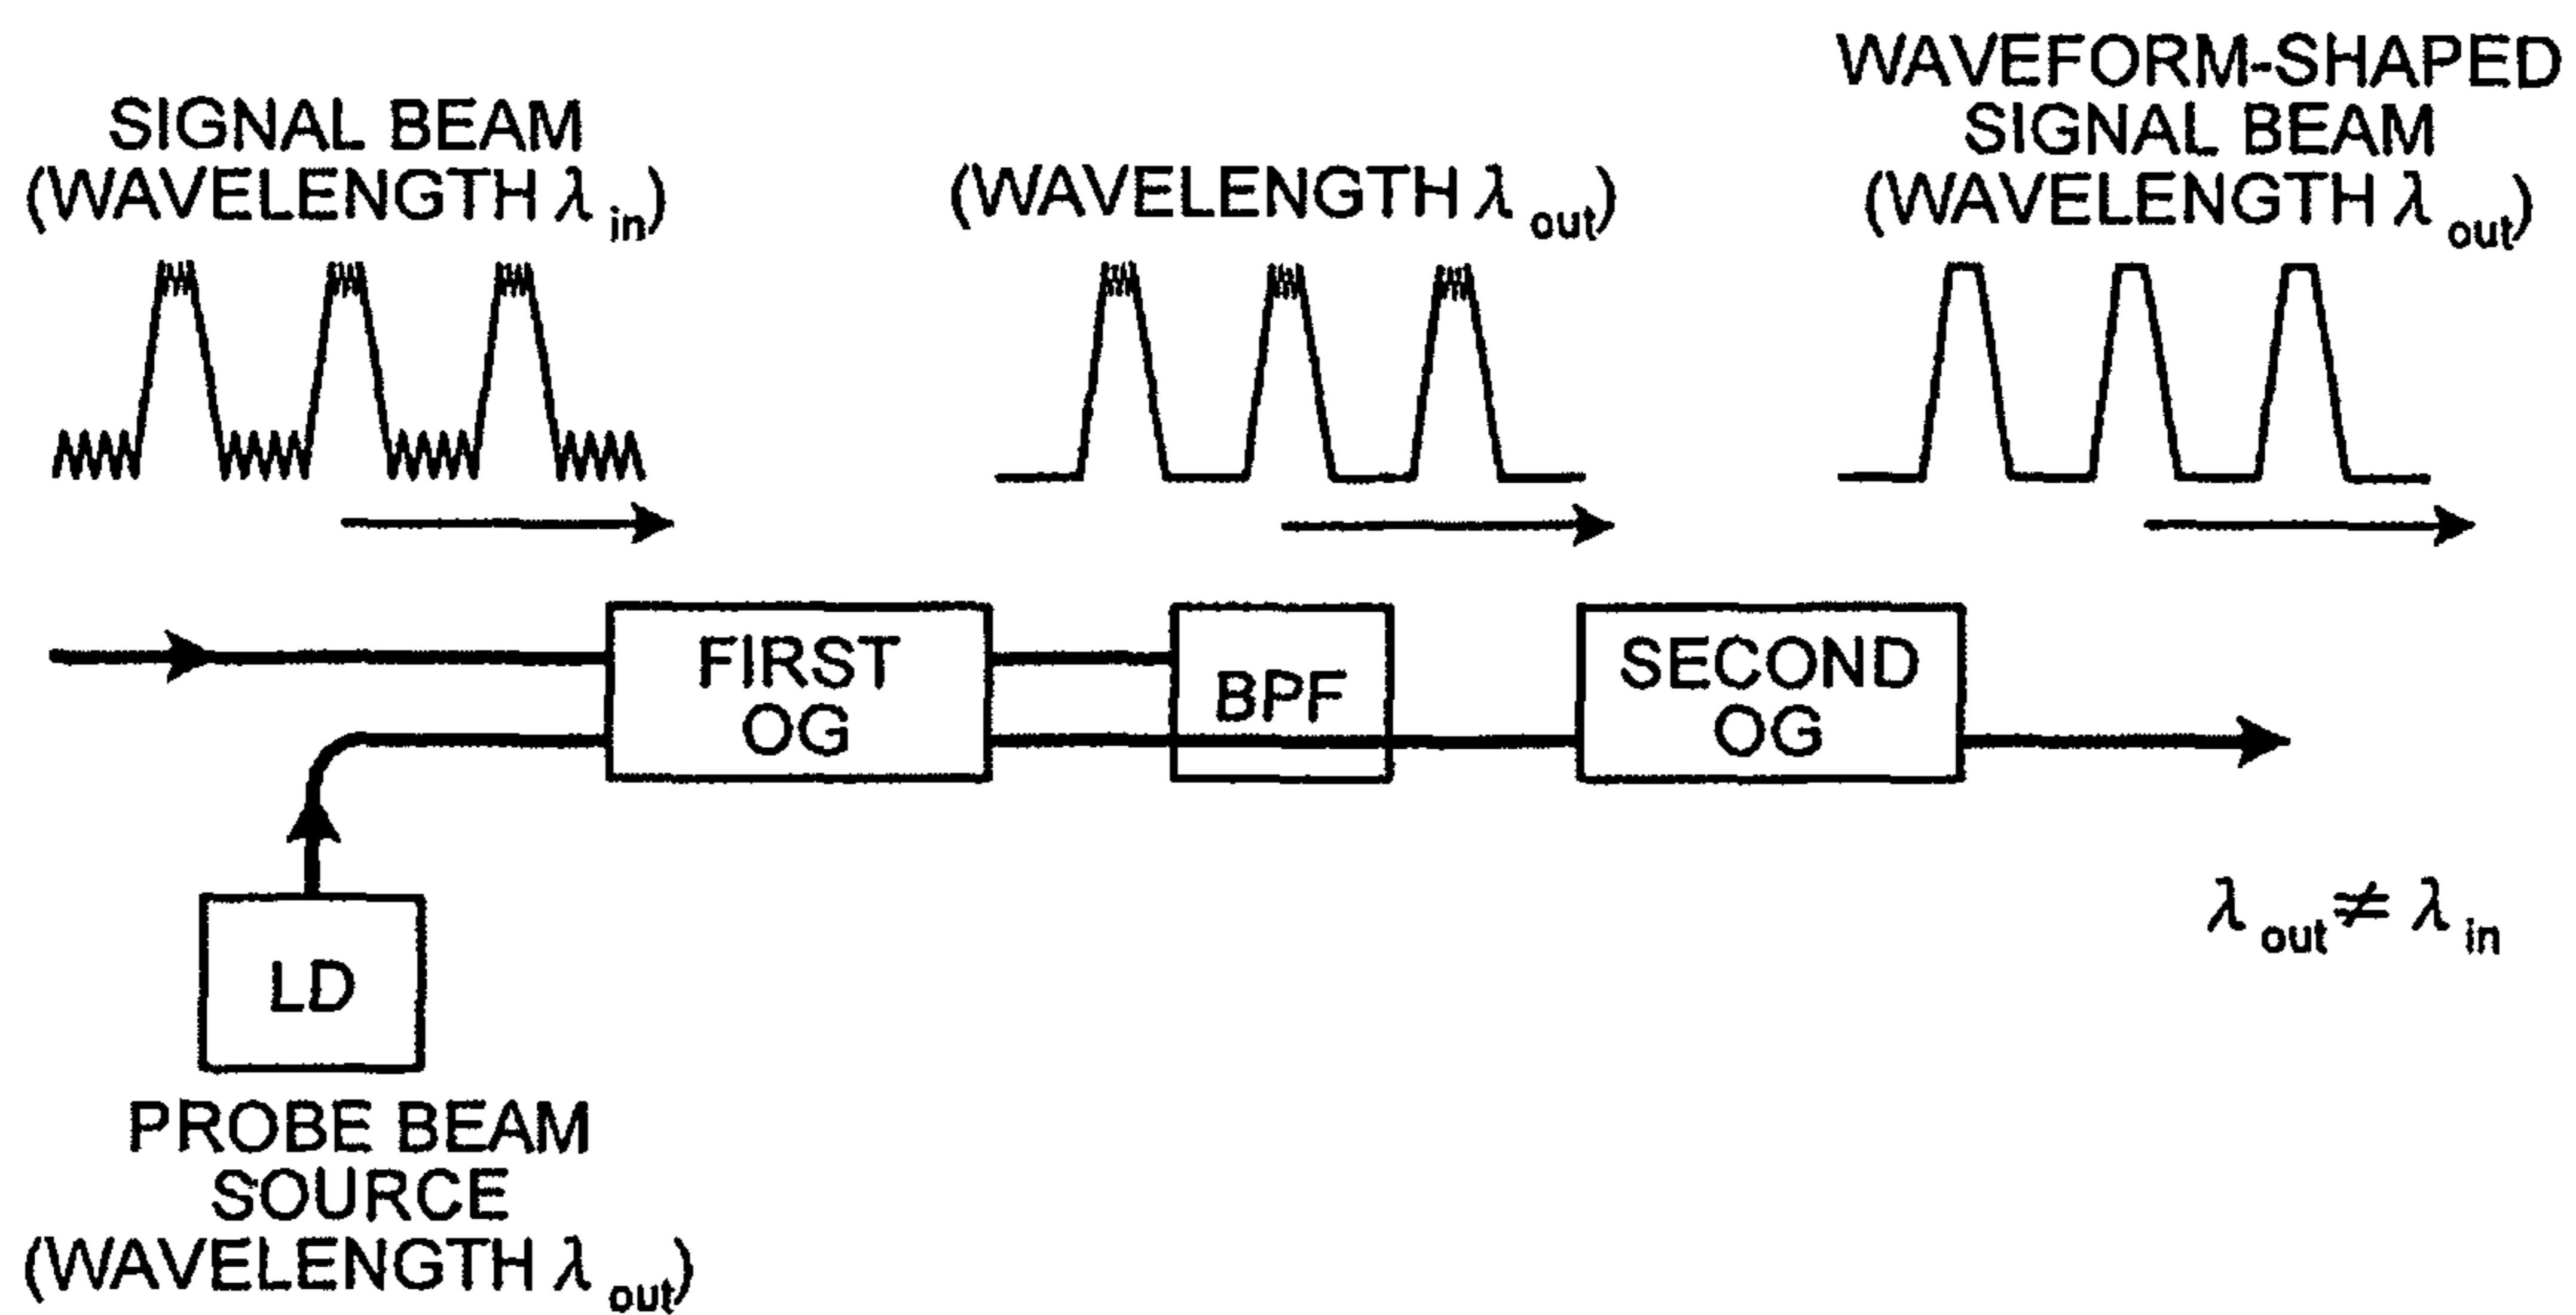 SIGNAL BEAM
(WAVELENGTH λ in)
(WAVELENGTH λ out)
WAVEFORM-SHAPED
SIGNAL BEAM
(WAVELENGTH λ out)
FIRST
OG
BPF
SECOND
OG
LD
PROBE BEAM
SOURCE
(WAVELENGTH λ out)
λ out ≠ λ in